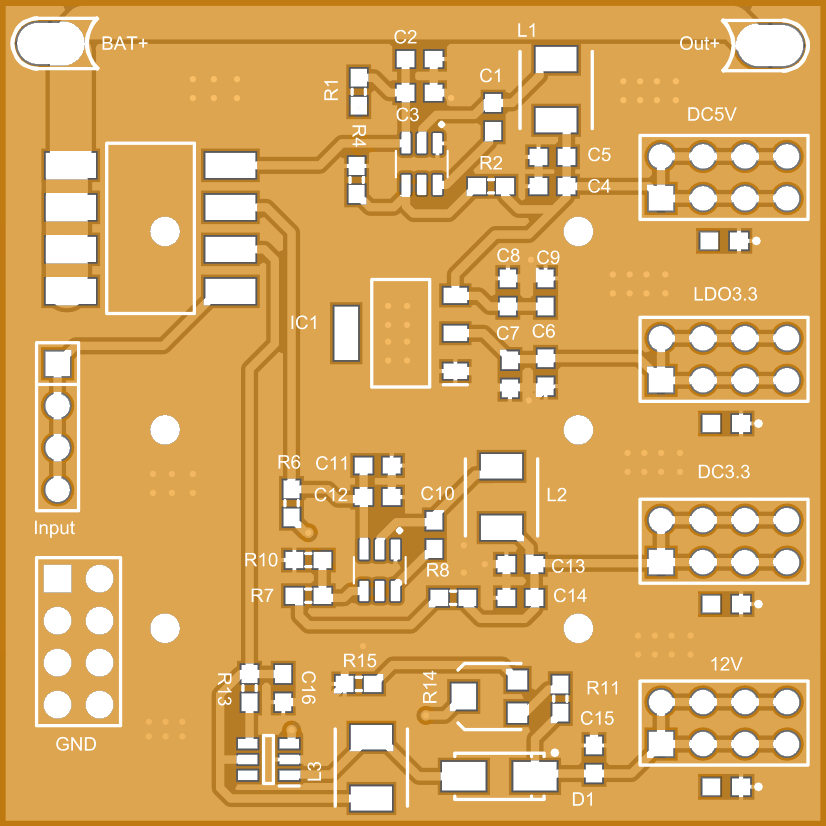 L1
C2
BAT+
Out+
C1
R1
C3
DC5V
R4
R2
C5
C4
C8
C9
LDO3.3
IC1
C7
C6
R6
C11
DC3.3
C12
C10
L2
Input
R10
R8
C13
R7
C14
R15
12V
R13
C16
R14
R11
C15
GND
L3
D1